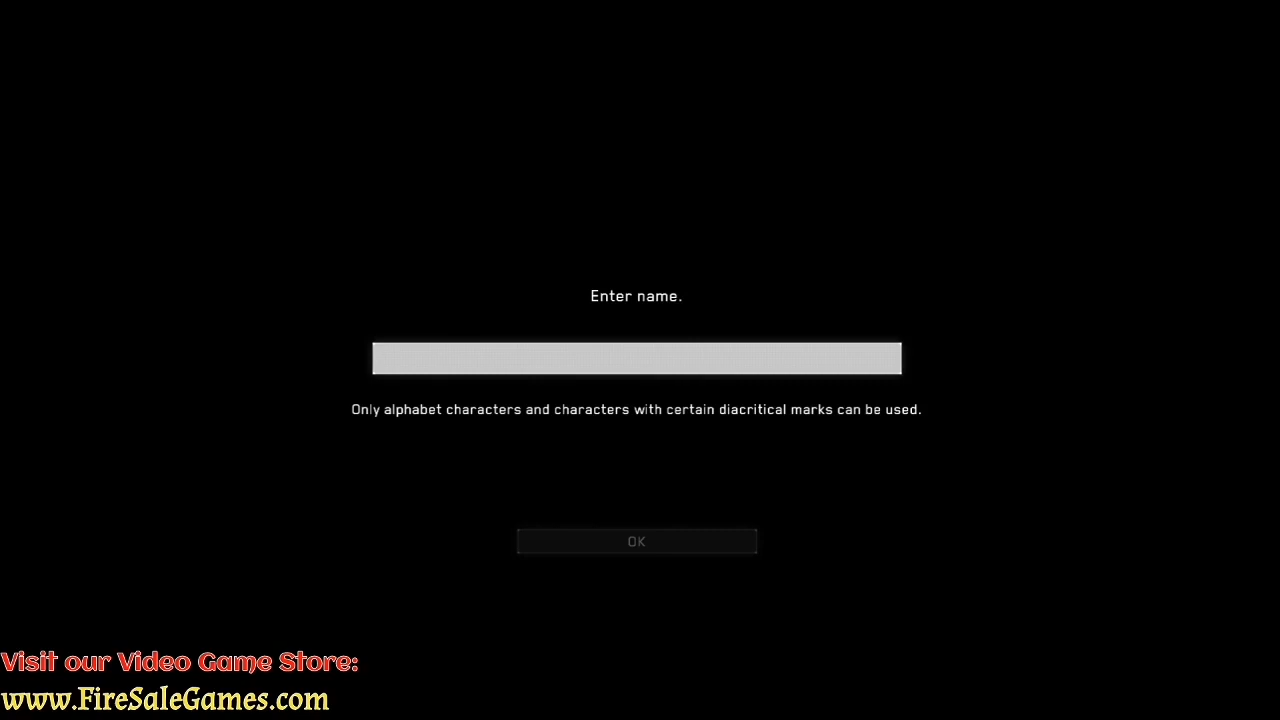 Enter name.
Only alphabet characters and characters with certain diacritical marks can be used.
OK
Visit our Video Game Store:
www.FireSaleGames.com